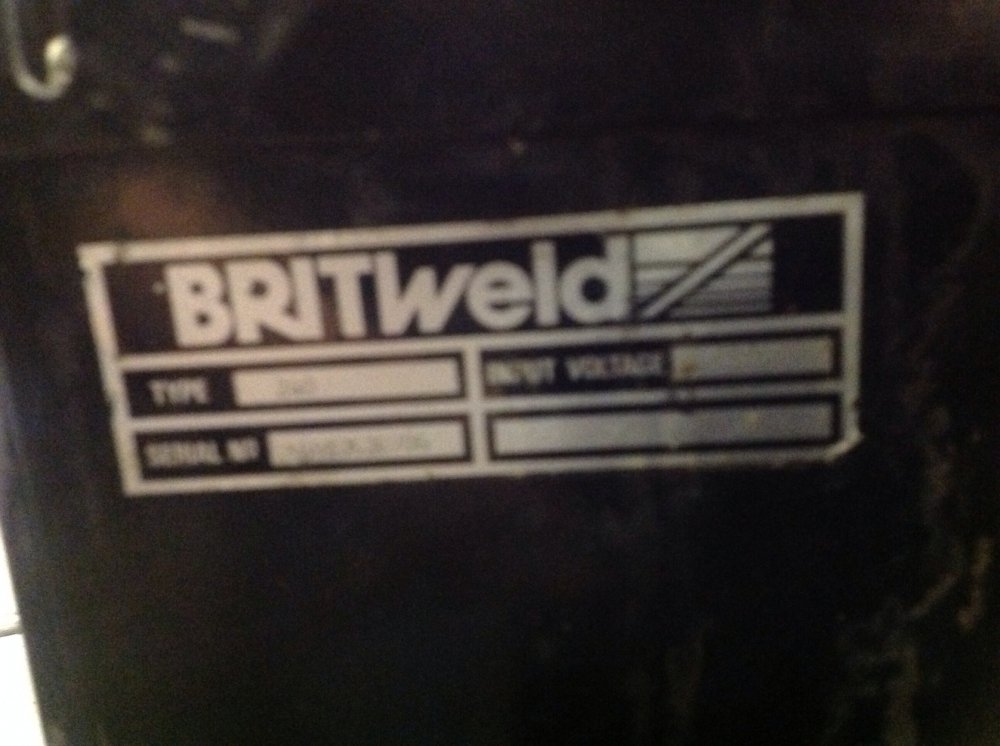 BRITweld
TYPE
INPUT VOLTAGE
SERIAL Nº